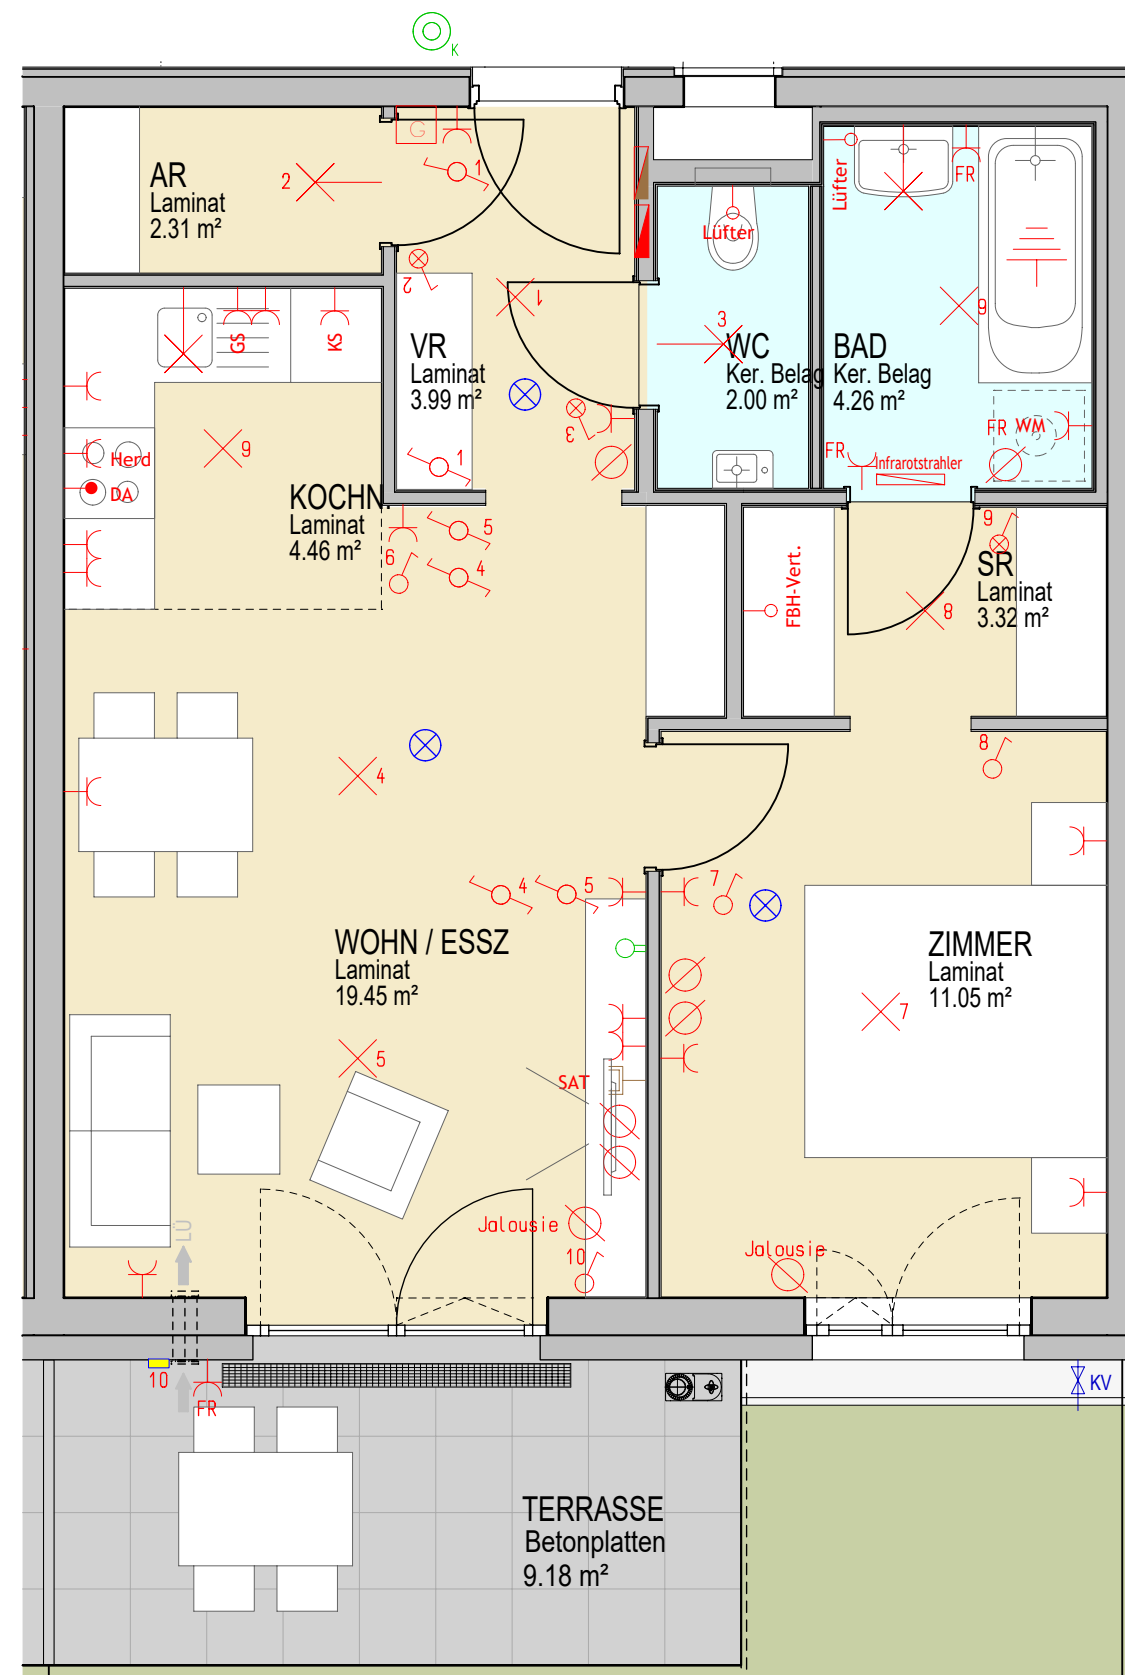 K
G
1
AR
Laminat
2.31 m²
2
Lüfter
FR
Lüfter
2
1
3
9
VR
Laminat
3.99 m²
WC
Ker. Belag
2.00 m²
BAD
Ker. Belag
4.26 m²
GS
KS
3
9
Herd
DA
1
FR
WM
FR
Infrarotstrahler
KOCHN.
Laminat
4.46 m²
5
6
4
9
SR
Laminat
3.32 m²
FBH-Vert.
8
4
8
4
5
7
WOHN / ESSZ
Laminat
19.45 m²
ZIMMER
Laminat
11.05 m²
7
5
SAT
LÜ
Jalousie
10
Jalousie
10
FR
KV
TERRASSE
Betonplatten
9.18 m²